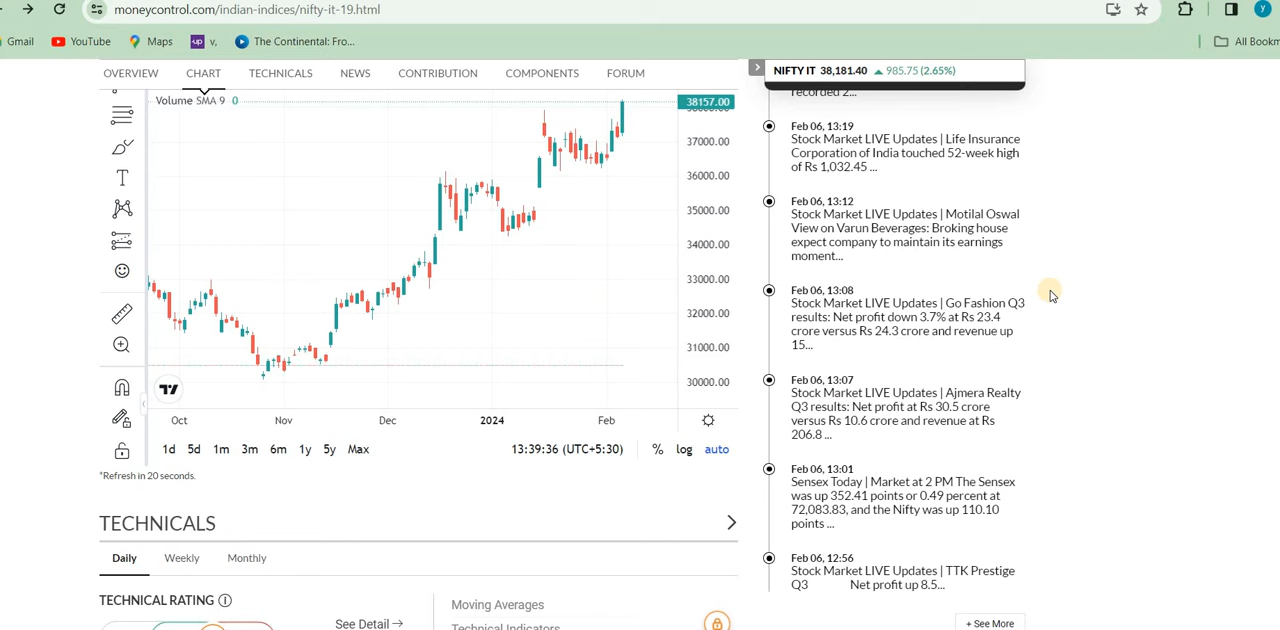 moneycontrol.com/indian-indices/nifty-it-19.html
Gmail YouTube Maps up v, The Continental: Fro... All Bookm
OVERVIEW CHART TECHNICALS NEWS CONTRIBUTION COMPONENTS FORUM
Volume SMA 9 0
38157.00
38000.00
37000.00
36000.00
35000.00
34000.00
33000.00
32000.00
31000.00
30000.00
Oct Nov Dec 2024 Feb
1d 5d 1m 3m 6m 1y 5y Max 13:39:36 (UTC+5:30) % log auto
*Refresh in 20 seconds.
TECHNICALS
Daily Weekly Monthly
TECHNICAL RATING
See Detail
Moving Averages
Technical Indicators
NIFTY IT 38,181.40 985.75 (2.65%)
recorded 2...
Feb 06, 13:19
Stock Market LIVE Updates | Life Insurance
Corporation of India touched 52-week high
of Rs 1,032.45 ...
Feb 06, 13:12
Stock Market LIVE Updates | Motilal Oswal
View on Varun Beverages: Broking house
expect company to maintain its earnings
moment...
Feb 06, 13:08
Stock Market LIVE Updates | Go Fashion Q3
results: Net profit down 3.7% at Rs 23.4
crore versus Rs 24.3 crore and revenue up
15...
Feb 06, 13:07
Stock Market LIVE Updates | Ajmera Realty
Q3 results: Net profit at Rs 30.5 crore
versus Rs 10.6 crore and revenue at Rs
206.8 ...
Feb 06, 13:01
Sensex Today | Market at 2 PM The Sensex
was up 352.41 points or 0.49 percent at
72,083.83, and the Nifty was up 110.10
points ...
Feb 06, 12:56
Stock Market LIVE Updates | TTK Prestige
Q3 Net profit up 8.5...
+ See More